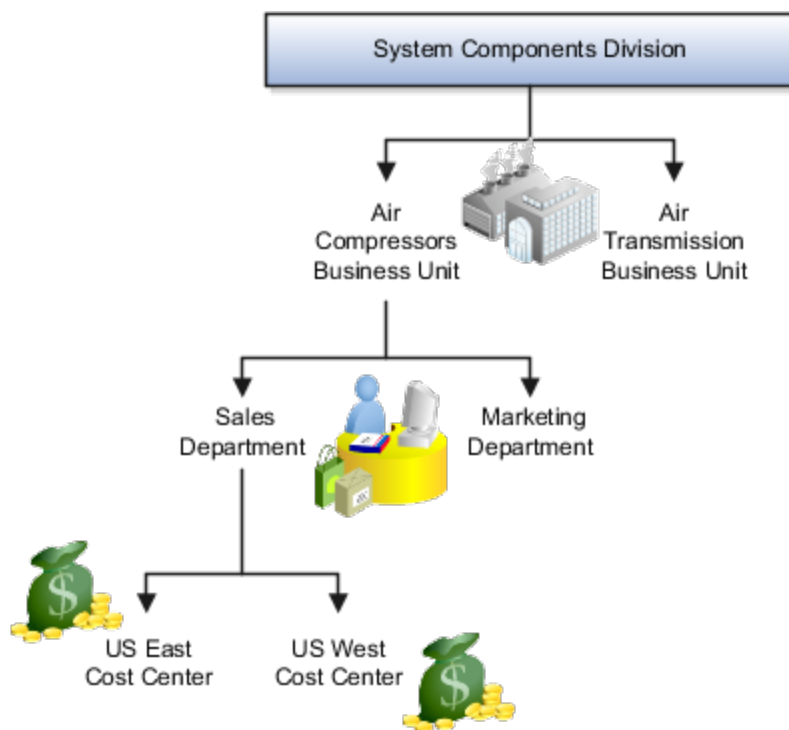 System Components Division
Air
Compressors
Business Unit
Air
Transmission
Business Unit
Sales
Department
Marketing
Department
US East
Cost Center
$
US West
Cost Center
$